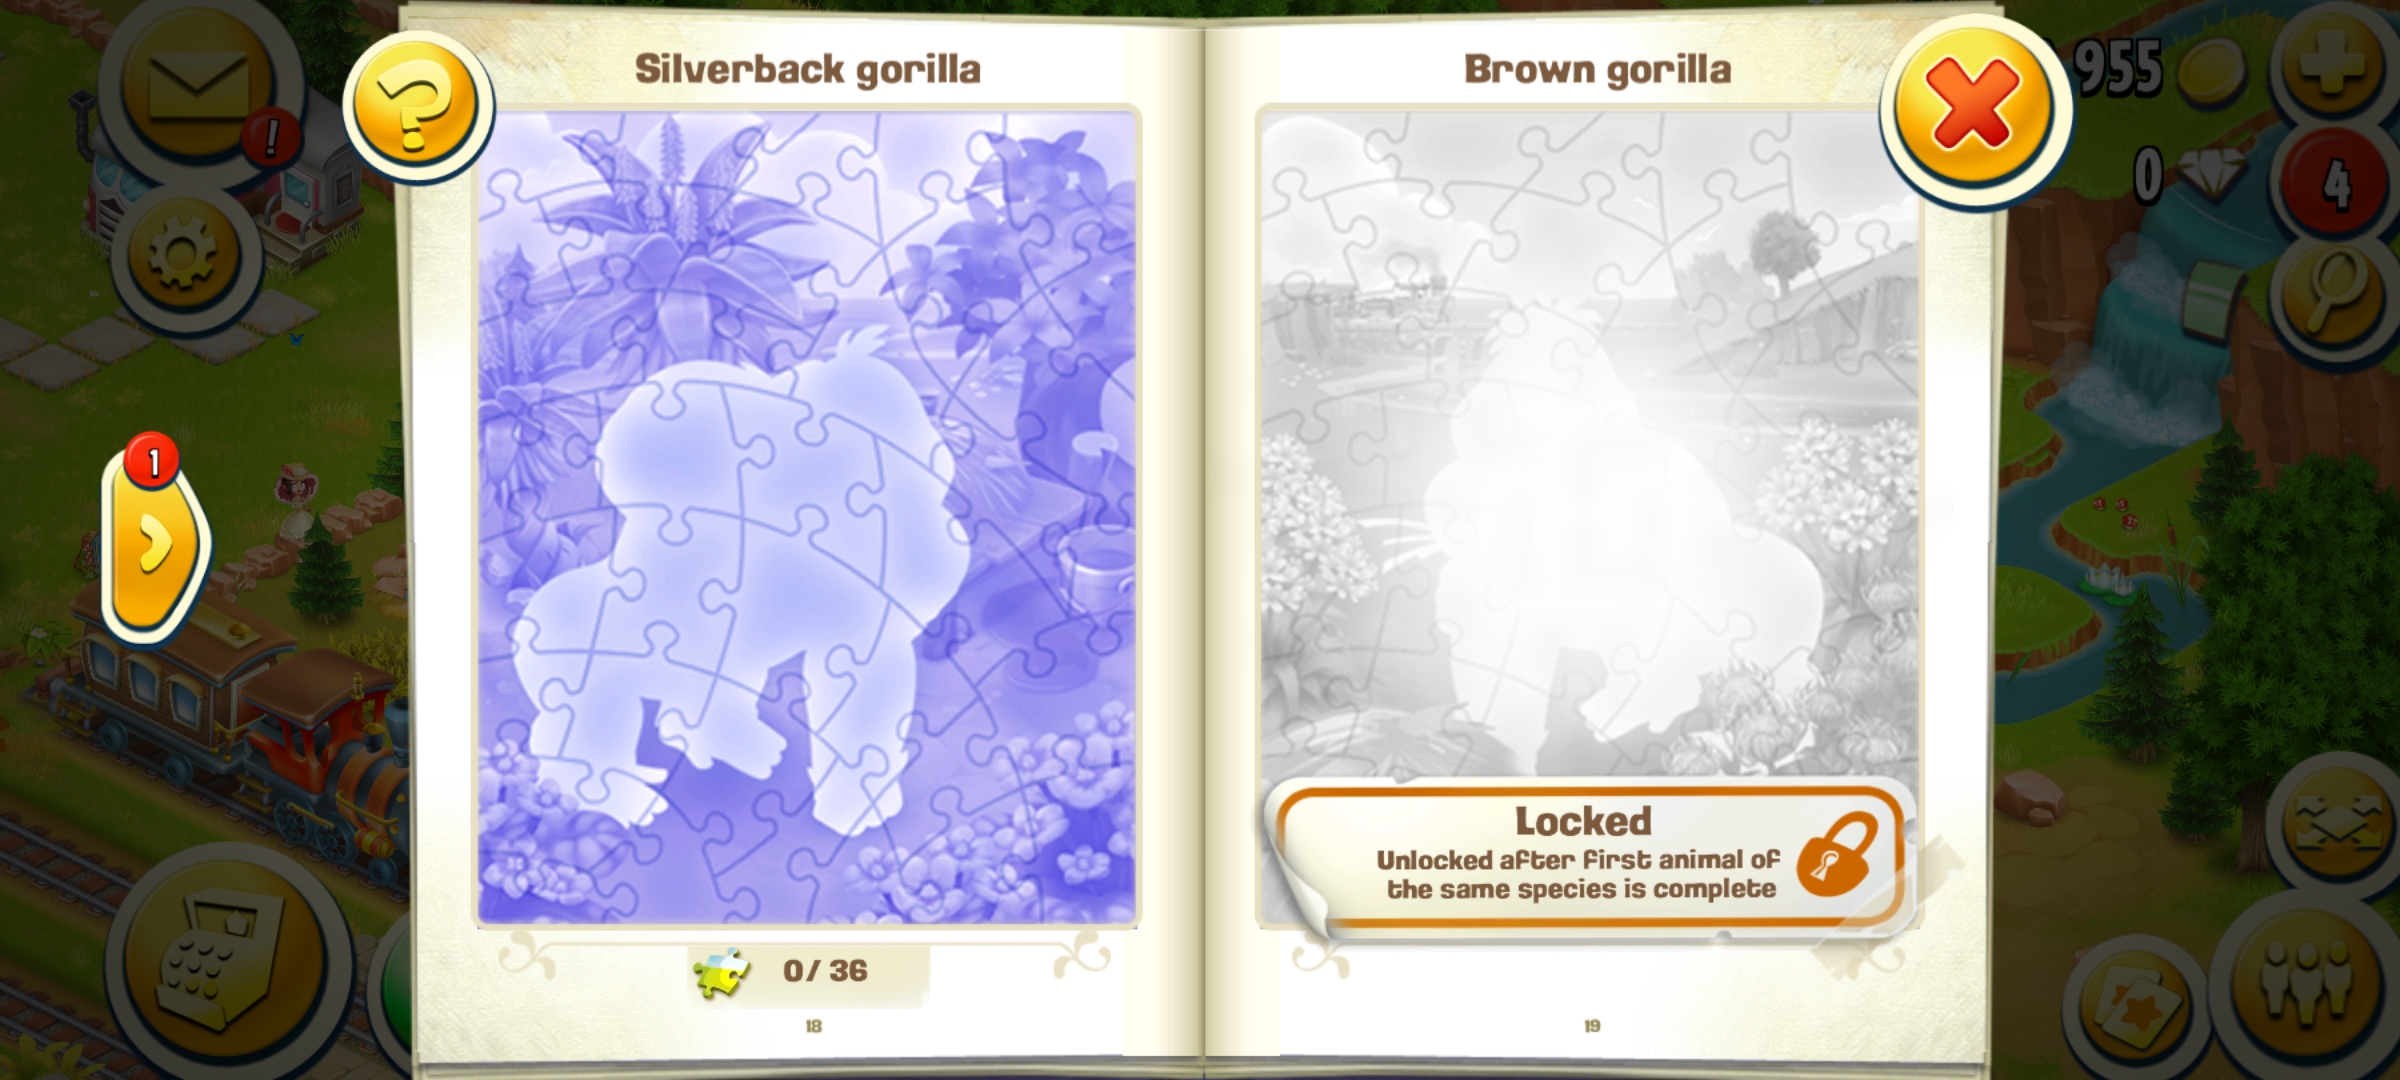 Silverback gorilla
Brown gorilla
955
0
4
!
1
Locked
Unlocked after first animal of
the same species is complete
0/ 36
18
19